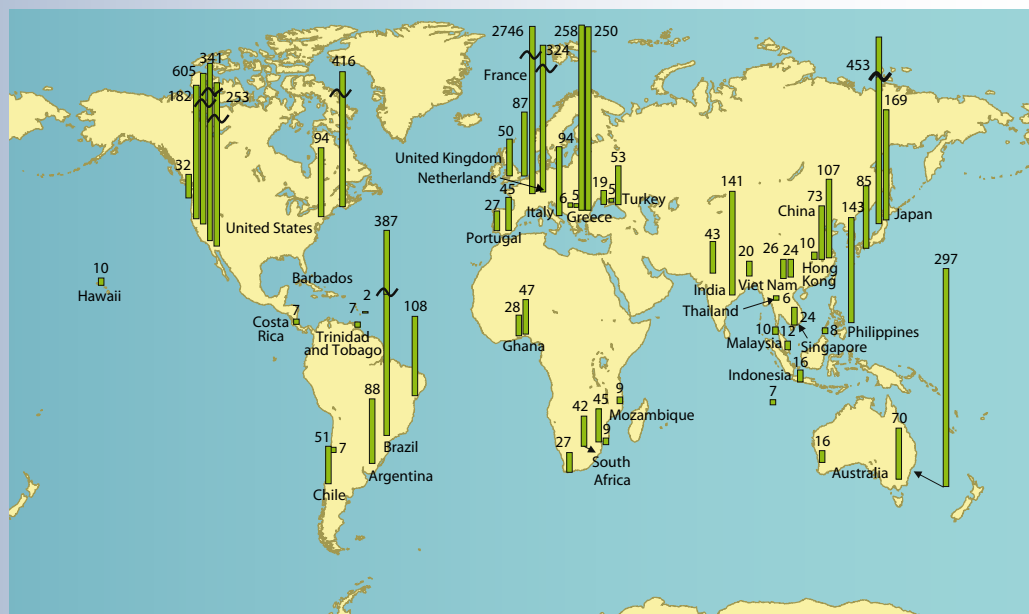 341
605
182
253
416
94
32
United States
10
Hawaii
Barbados
387
2
7
7
Costa
Rica
Trinidad
and Tobago
108
88
51
7
Brazil
Argentina
Chile
2746
324
258
250
France
87
50
94
United Kingdom
Netherlands
45
27
6
5
19
5
53
Italy
Greece
Turkey
Portugal
47
28
Ghana
9
45
42
Mozambique
9
27
South
Africa
453
169
141
107
85
73
143
China
Japan
43
20
26
24
10
India
Viet Nam
Hong
Kong
Thailand
6
24
10
12
8
Philippines
Malaysia
Singapore
16
Indonesia
7
297
70
16
Australia